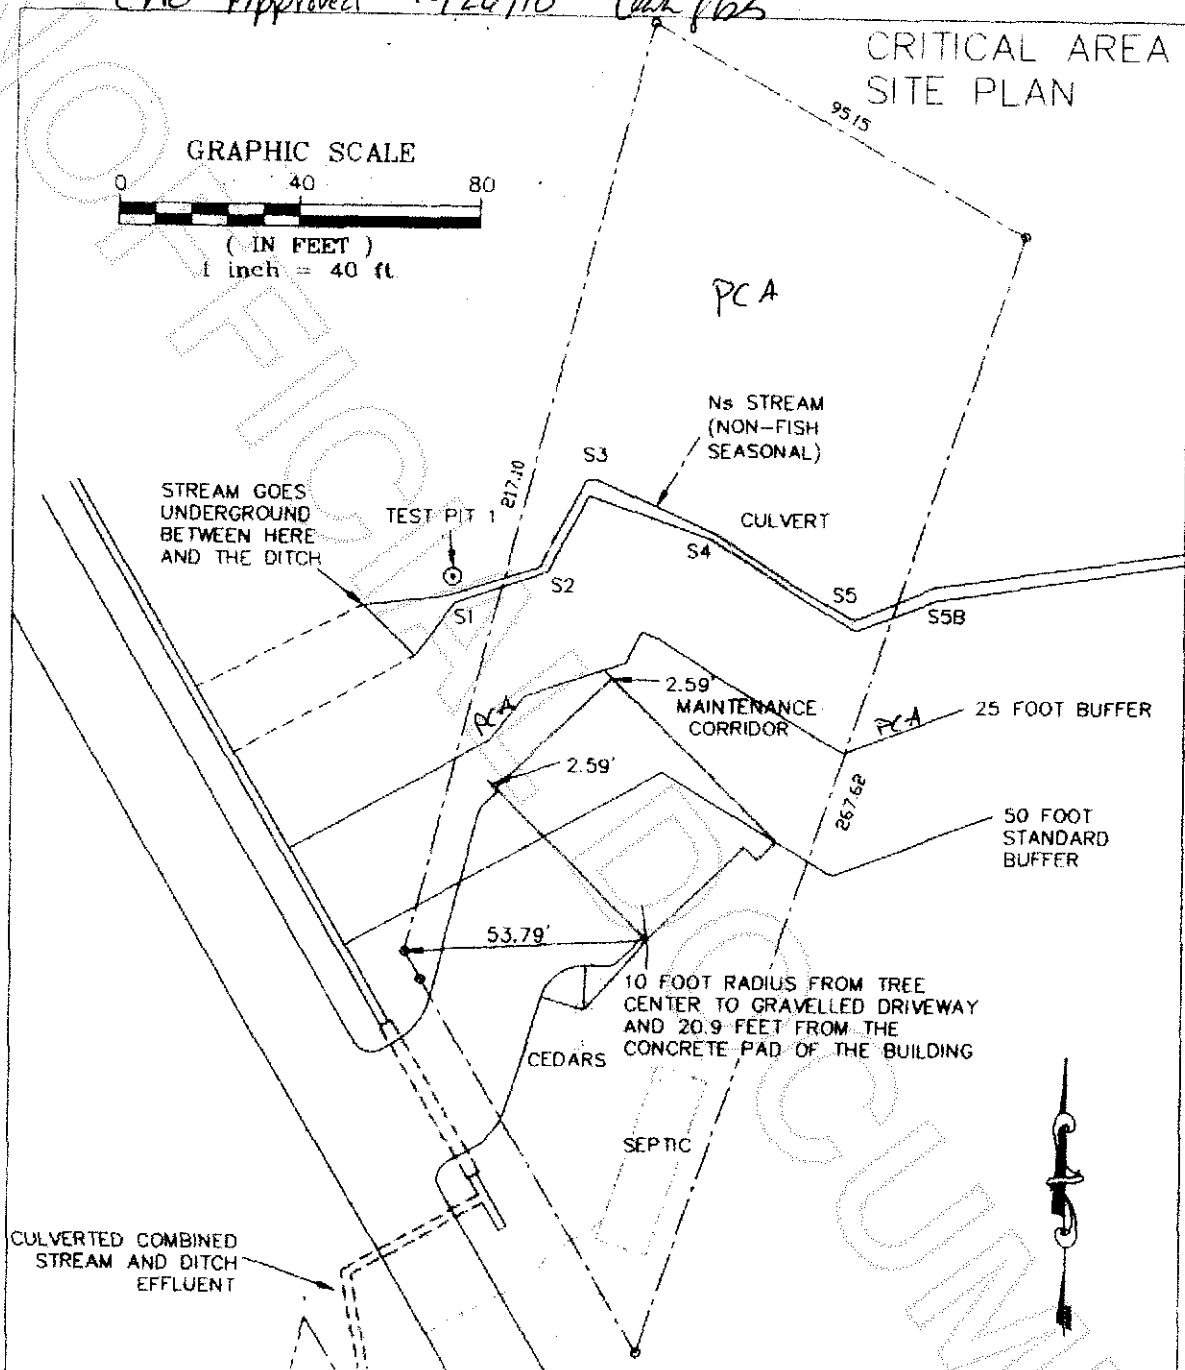 Approved
CRITICAL AREA
SITE PLAN
95.15
GRAPHIC SCALE
0 40 80
( IN FEET )
1 inch = 40 ft.
PCA
Ns STREAM
(NON-FISH
SEASONAL)
S3
217.10
STREAM GOES
UNDERGROUND
BETWEEN HERE
AND THE DITCH
TEST PIT 1
CULVERT
S4
S2
S1
S5
S5B
2.59'
MAINTENANCE
CORRIDOR
PCA
PCA
25 FOOT BUFFER
2.59'
267.62
50 FOOT
STANDARD
BUFFER
53.79'
10 FOOT RADIUS FROM TREE
CENTER TO GRAVELLED DRIVEWAY
AND 20.9 FEET FROM THE
CONCRETE PAD OF THE BUILDING
CEDARS
SEPTIC
CULVERTED COMBINED
STREAM AND DITCH
EFFLUENT